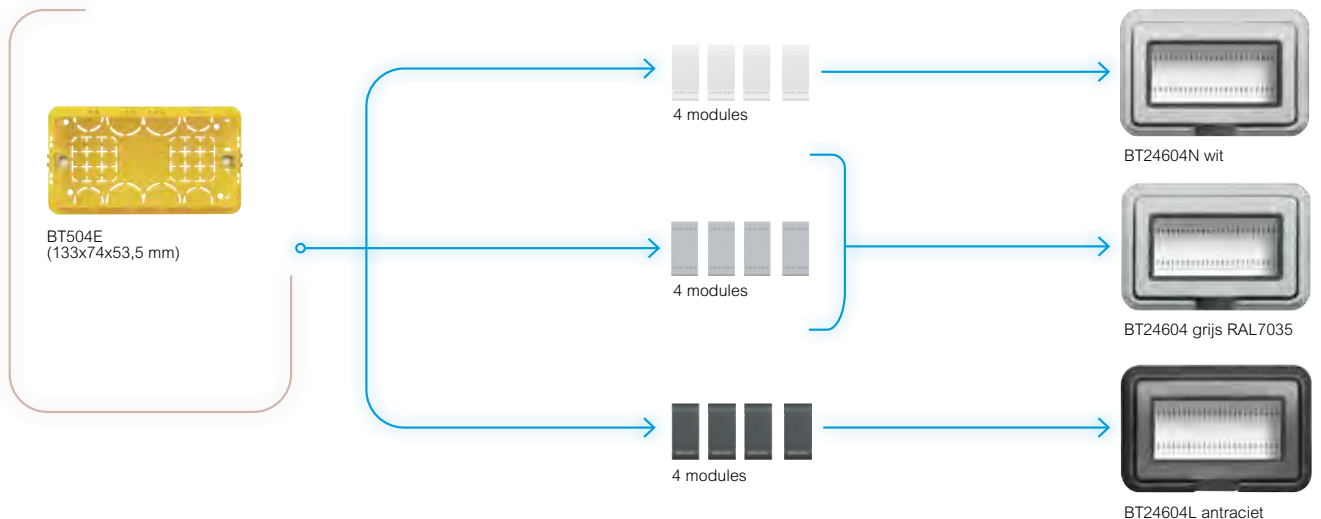 BT504E
(133x74x53,5 mm)
4 modules
BT24604N wit
4 modules
BT24604 grijs RAL7035
4 modules
BT24604L antraciet